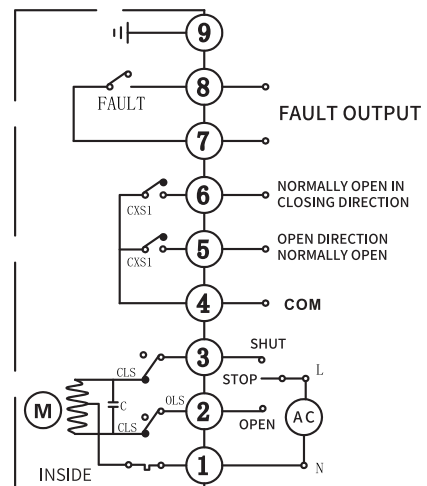 9
8
FAULT
FAULT OUTPUT
7
6
CXS1
NORMALLY OPEN IN
CLOSING DIRECTION
5
CXS1
OPEN DIRECTION
NORMALLY OPEN
4
COM
3
SHUT
CLS
STOP
L
M
C
OLS
2
AC
CLS
OPEN
1
N
INSIDE